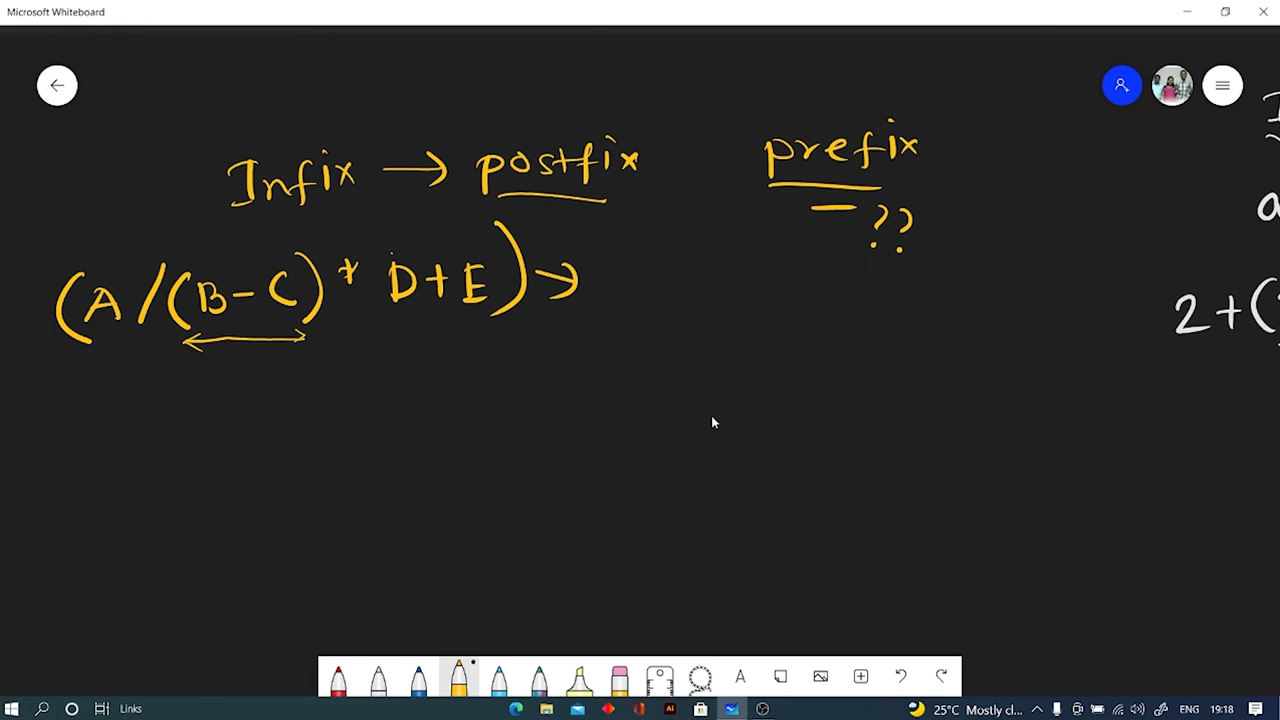 Microsoft Whiteboard
Infix → postfix
prefix
– ??
(A/(B-C)* D+E) →
2+(
Links
25°C Mostly cl...
ENG
19:18